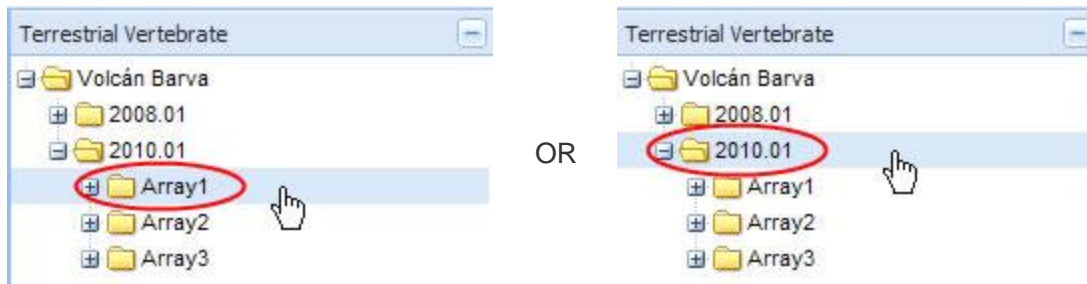 Terrestrial Vertebrate
Volcán Barva
2008.01
2010.01
Array1
Array2
Array3
OR
Terrestrial Vertebrate
Volcán Barva
2008.01
2010.01
Array1
Array2
Array3